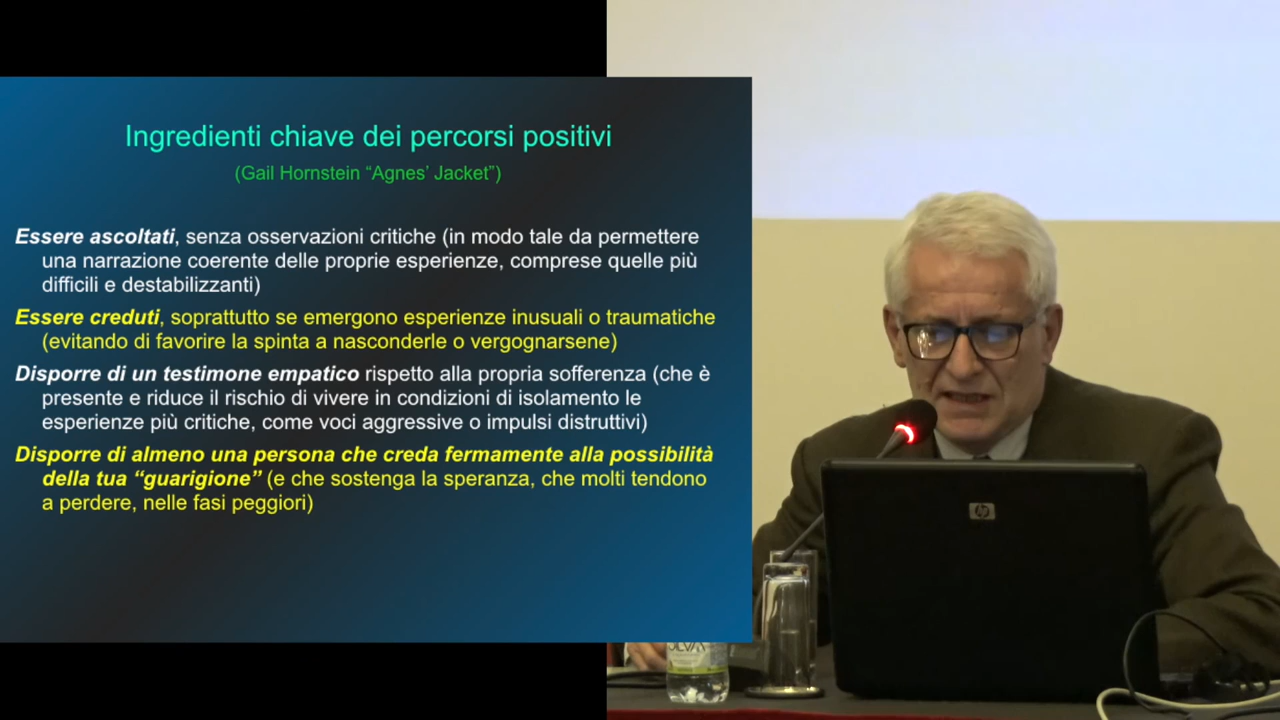 Ingredienti chiave dei percorsi positivi
(Gail Hornstein “Agnes’ Jacket”)
Essere ascoltati, senza osservazioni critiche (in modo tale da permettere
una narrazione coerente delle proprie esperienze, comprese quelle più
difficili e destabilizzanti)
Essere creduti, soprattutto se emergono esperienze inusuali o traumatiche
(evitando di favorire la spinta a nasconderle o vergognarsene)
Disporre di un testimone empatico rispetto alla propria sofferenza (che è
presente e riduce il rischio di vivere in condizioni di isolamento le
esperienze più critiche, come voci aggressive o impulsi distruttivi)
Disporre di almeno una persona che creda fermamente alla possibilità
della tua “guarigione” (e che sostenga la speranza, che molti tendono
a perdere, nelle fasi peggiori)
hp